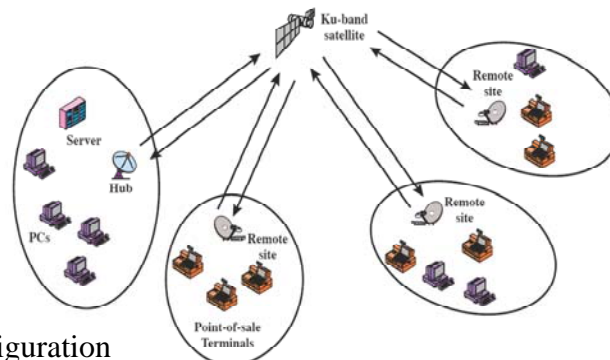 Ku-band
satellite
Remote
site
Server
Hub
PCs
Remote
site
Remote
site
Point-of-sale
Terminals
iguration